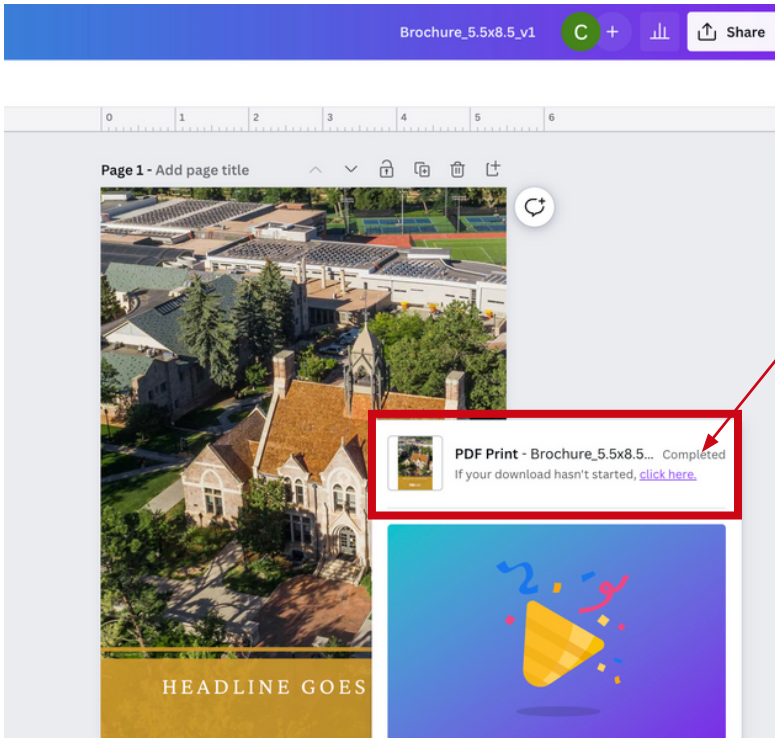 Brochure_5.5x8.5_v1 C + Share
0 1 2 3 4 5 6
Page 1 - Add page title
PDF Print - Brochure_5.5x8.5... Completed
If your download hasn't started, click here.
HEADLINE GOES